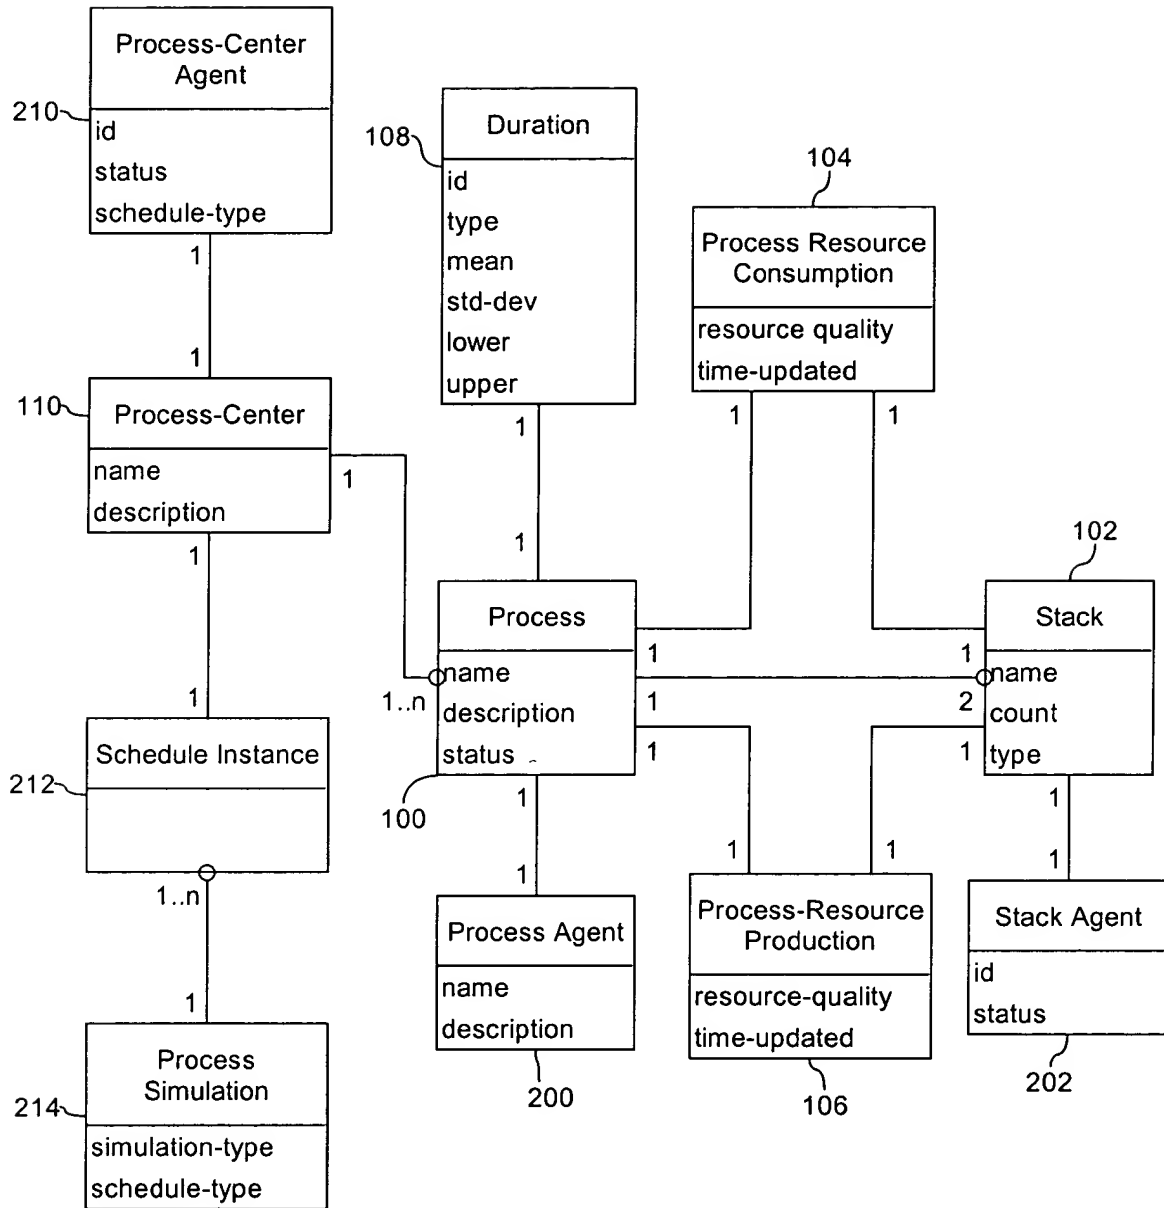 Process-Center
Agent
210
id
status
schedule-type
1
1
110
Process-Center
name
description
1
1
1
Schedule Instance
212
1..n
1
Process
Simulation
214
simulation-type
schedule-type
108
Duration
id
type
mean
std-dev
lower
upper
1
1
Process
name
description
status
1..n
100
1
1
1
1
1
Process Agent
name
description
200
104
Process Resource
Consumption
resource quality
time-updated
1
1
102
Stack
name
count
type
1
2
1
1
1
1
1
Process-Resource
Production
resource-quality
time-updated
106
Stack Agent
id
status
202